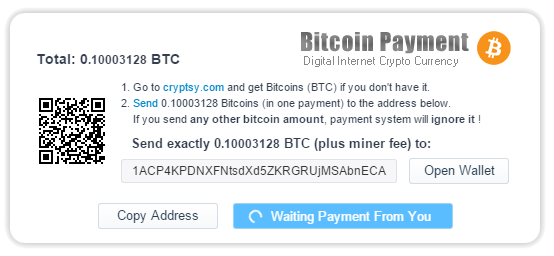 Bitcoin Payment
Digital Internet Crypto Currency
Total: 0.10003128 BTC
1. Go to cryptsy.com and get Bitcoins (BTC) if you don't have it.
2. Send 0.10003128 Bitcoins (in one payment) to the address below.
If you send any other bitcoin amount, payment system will ignore it !
Send exactly 0.10003128 BTC (plus miner fee) to:
1ACP4KPDNXFNtsdXd5ZKRGRUjMSAbnECA
Open Wallet
Copy Address
Waiting Payment From You